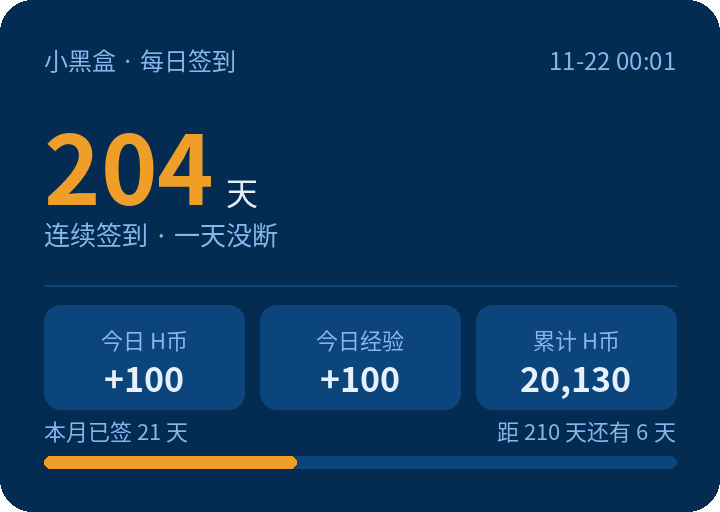 小黑盒 · 每日签到
11-22 00:01
204 天
连续签到 · 一天没断
今日 H币
+100
今日经验
+100
累计 H币
20,130
本月已签 21 天
距 210 天还有 6 天